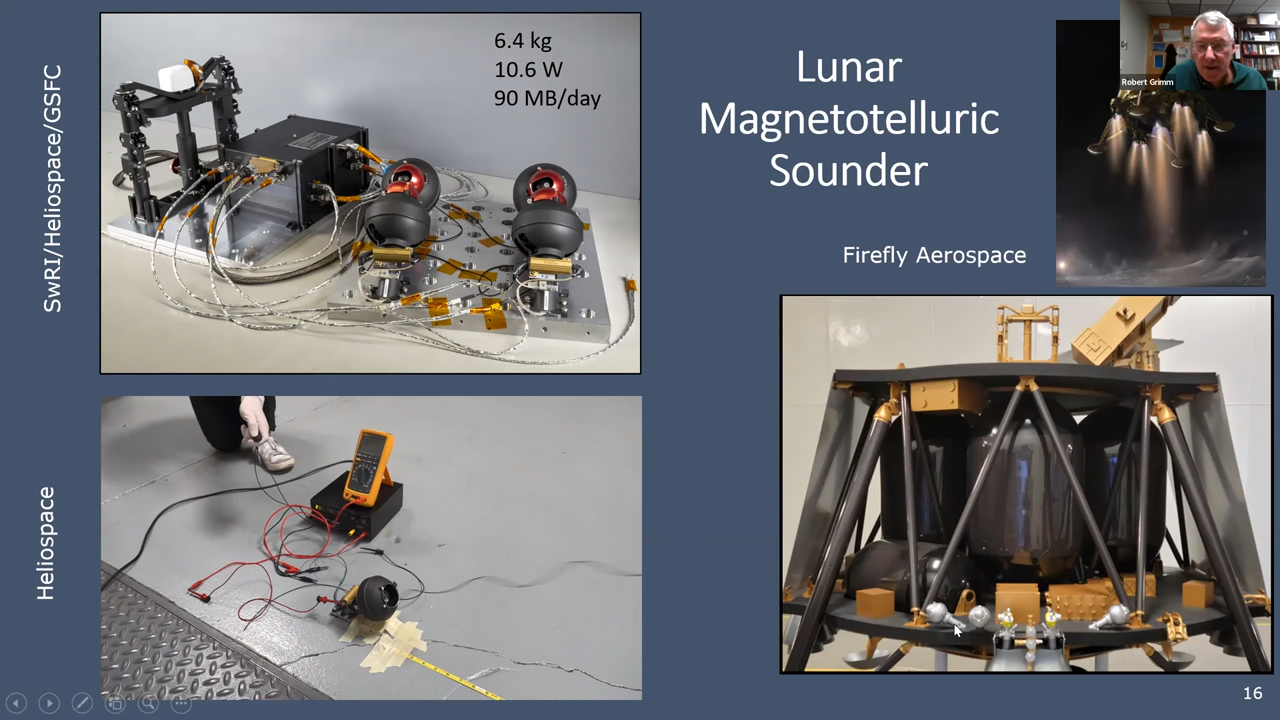 SwRI/Heliospace/GSFC
6.4 kg
10.6 W
90 MB/day
Lunar
Magnetotelluric
Sounder
Robert Grimm
Firefly Aerospace
Heliospace
16